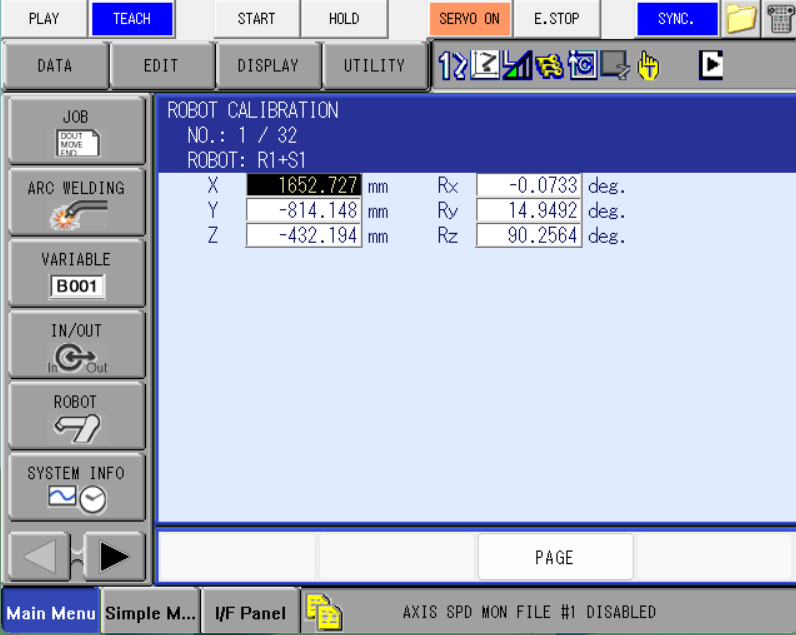 PLAY TEACH START HOLD SERVO ON E.STOP SYNC.
DATA EDIT DISPLAY UTILITY
JOB
DOUT
MOVE
END
ARC WELDING
VARIABLE
B001
IN/OUT
In Out
ROBOT
SYSTEM INFO
ROBOT CALIBRATION
NO.: 1 / 32
ROBOT: R1+S1
X 1652.727 mm Rx -0.0733 deg.
Y -814.148 mm Ry 14.9492 deg.
Z -432.194 mm Rz 90.2564 deg.
PAGE
Main Menu Simple M... I/F Panel AXIS SPD MON FILE #1 DISABLED